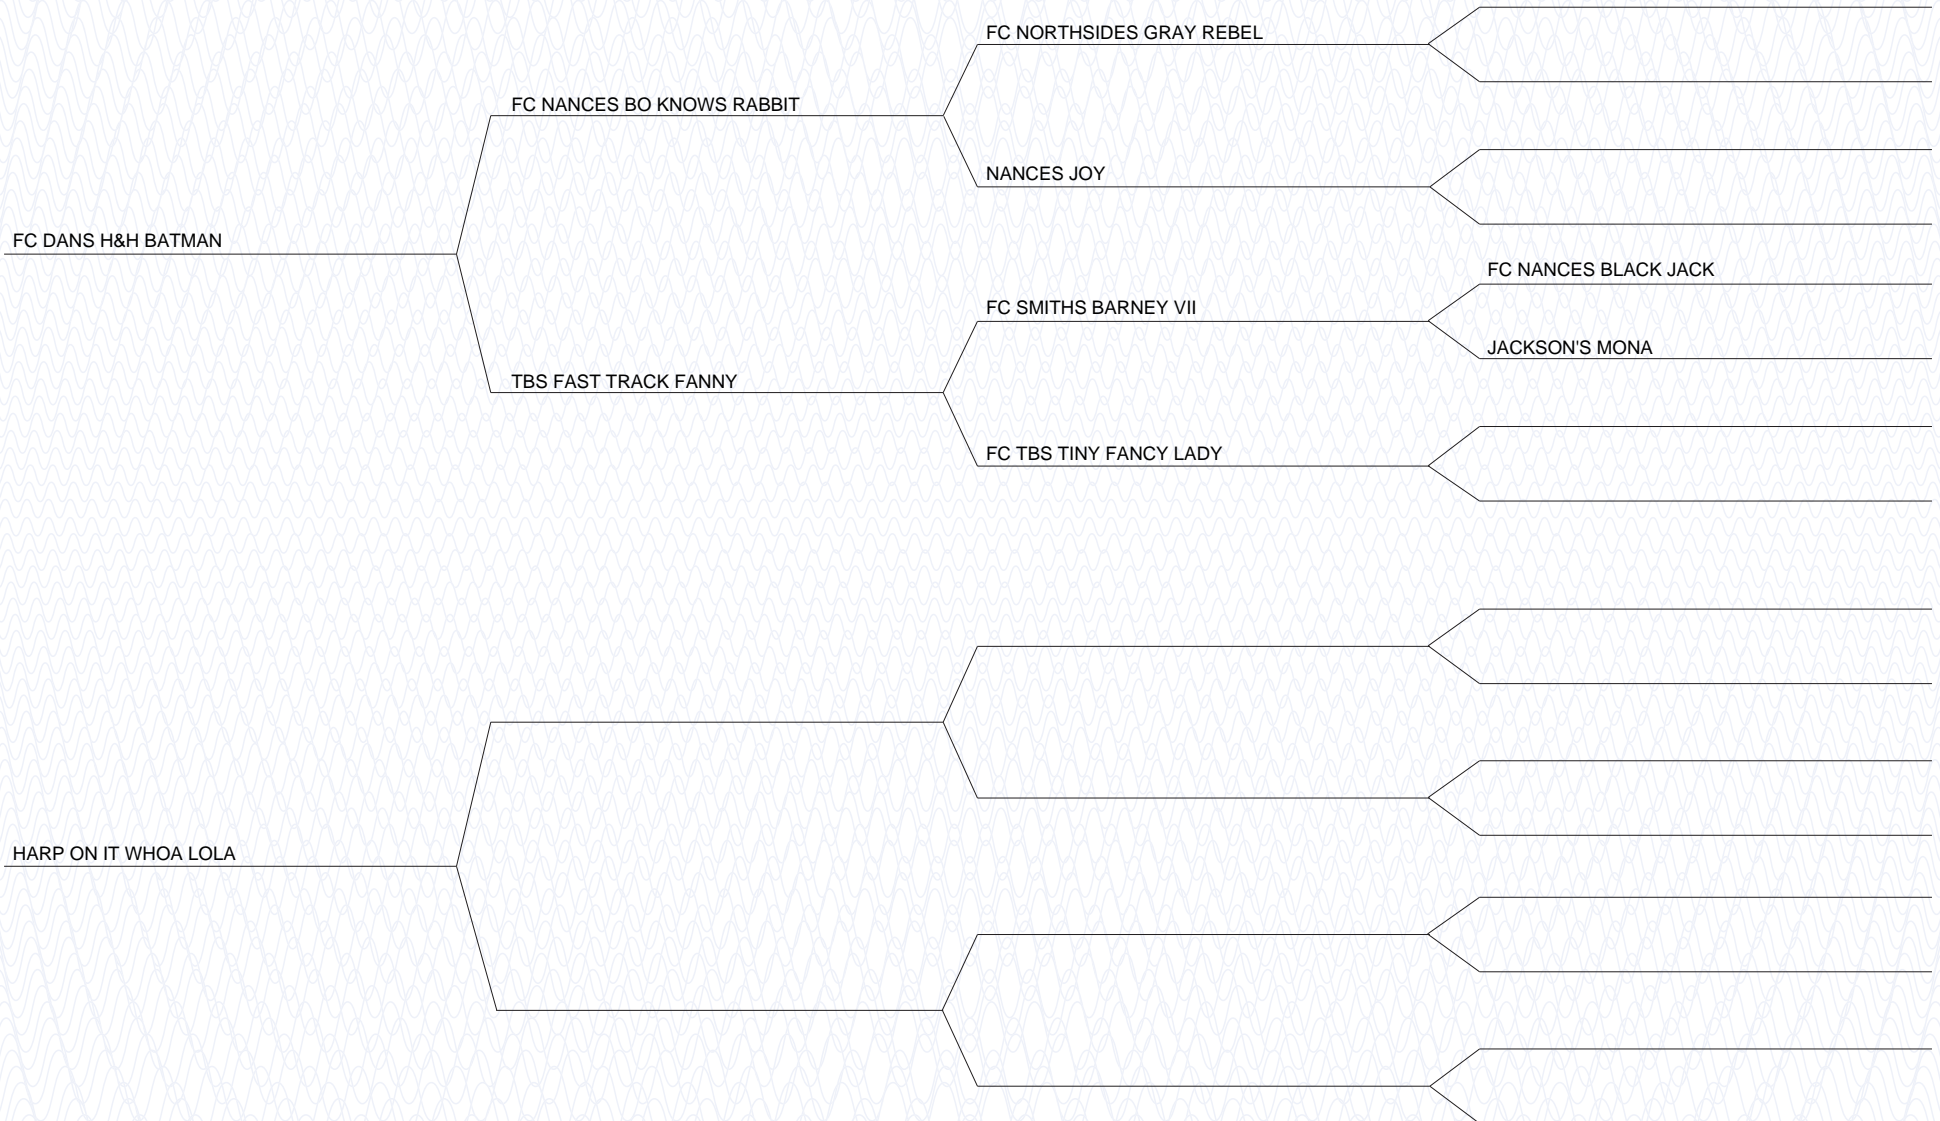 FC NORTHSIDES GRAY REBEL
FC NANCES BO KNOWS RABBIT
NANCES JOY
FC DANS H&H BATMAN
FC NANCES BLACK JACK
FC SMITHS BARNEY VII
JACKSON'S MONA
TBS FAST TRACK FANNY
FC TBS TINY FANCY LADY
HARP ON IT WHOA LOLA